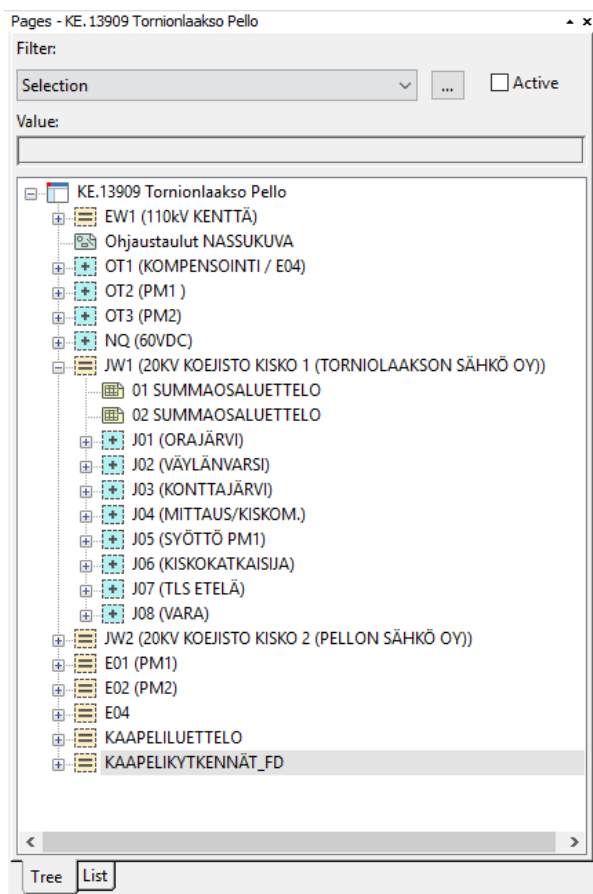 Pages - KE.13909 Tornionlaakso Pello
Filter:
Selection
...
Active
Value:
KE.13909 Tornionlaakso Pello
EW1 (110kV KENTTÄ)
Ohjaustaulut NASSUKUVA
OT1 (KOMPENSOINTI / E04)
OT2 (PM1 )
OT3 (PM2)
NQ (60VDC)
JW1 (20KV KOEJISTO KISKO 1 (TORNIOLAAKSON SÄHKÖ OY))
01 SUMMAOSALUETTELO
02 SUMMAOSALUETTELO
J01 (ORAJÄRVI)
J02 (VÄYLÄNVARSI)
J03 (KONTTAJÄRVI)
J04 (MITTAUS/KISKOM.)
J05 (SYÖTTÖ PM1)
J06 (KISKOKATKAISIJA)
J07 (TLS ETELÄ)
J08 (VARA)
JW2 (20KV KOEJISTO KISKO 2 (PELLON SÄHKÖ OY))
E01 (PM1)
E02 (PM2)
E04
KAAPELILUETTELO
KAAPELIKYTKENNÄT_FD
Tree List